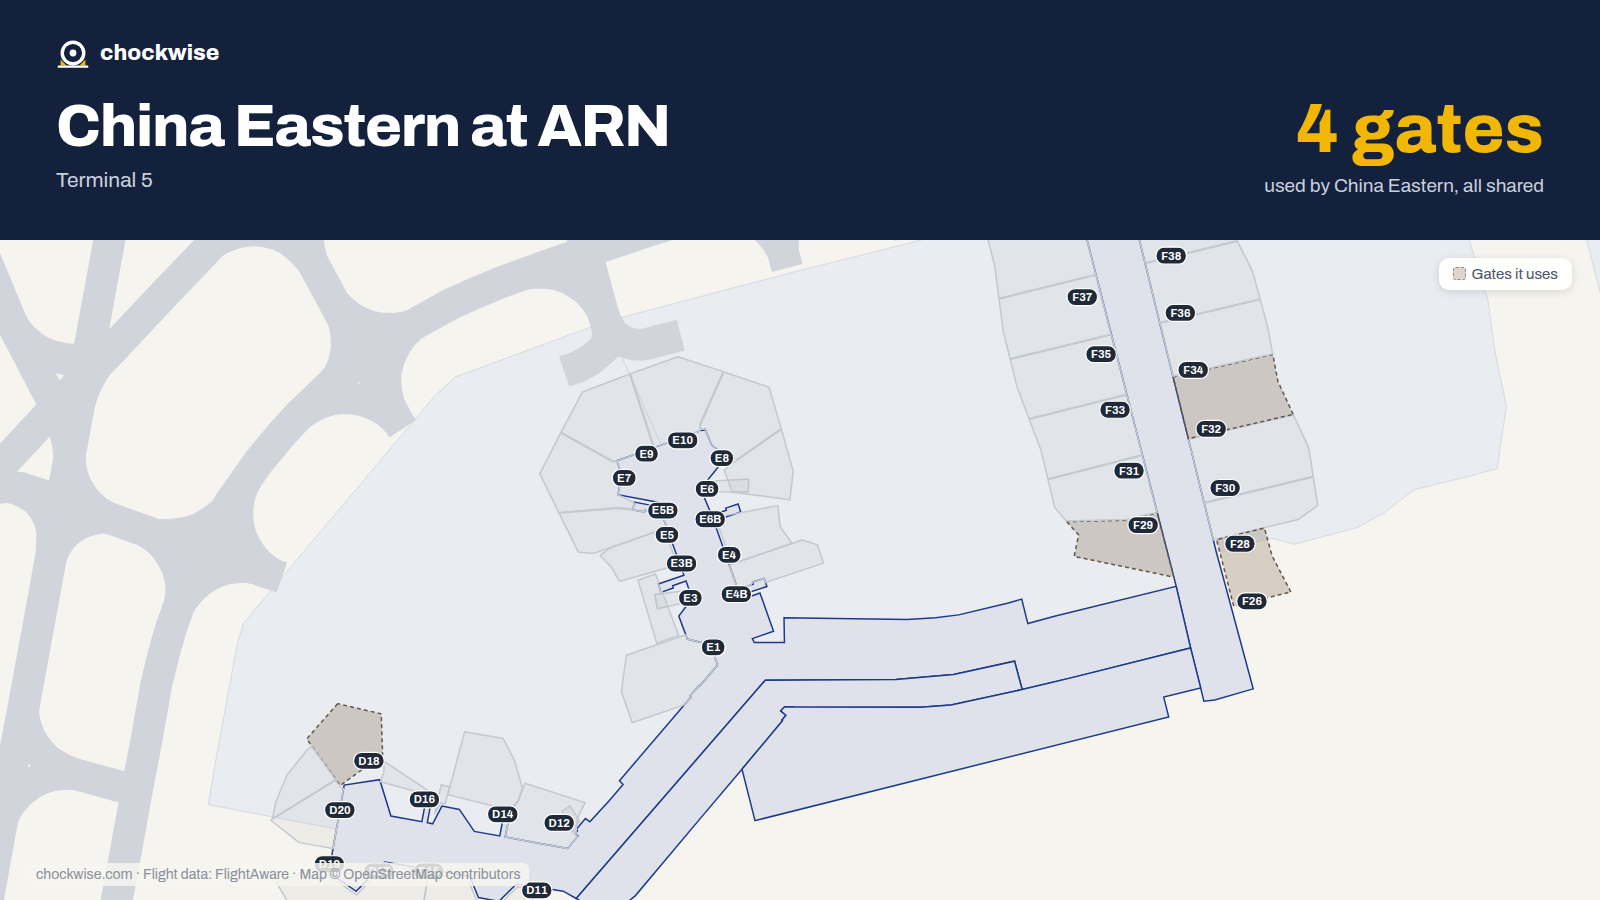 chockwise
China Eastern at ARN
Terminal 5
4 gates
used by China Eastern, all shared
Gates it uses
F38
F37
F36
F35
F34
F33
F32
F31
F30
F29
F28
F26
E10
E9
E8
E7
E6
E5B
E6B
E5
E4
E3B
E4B
E3
E1
D18
D16
D20
D14
D12
D11
chockwise.com · Flight data: FlightAware · Map © OpenStreetMap contributors